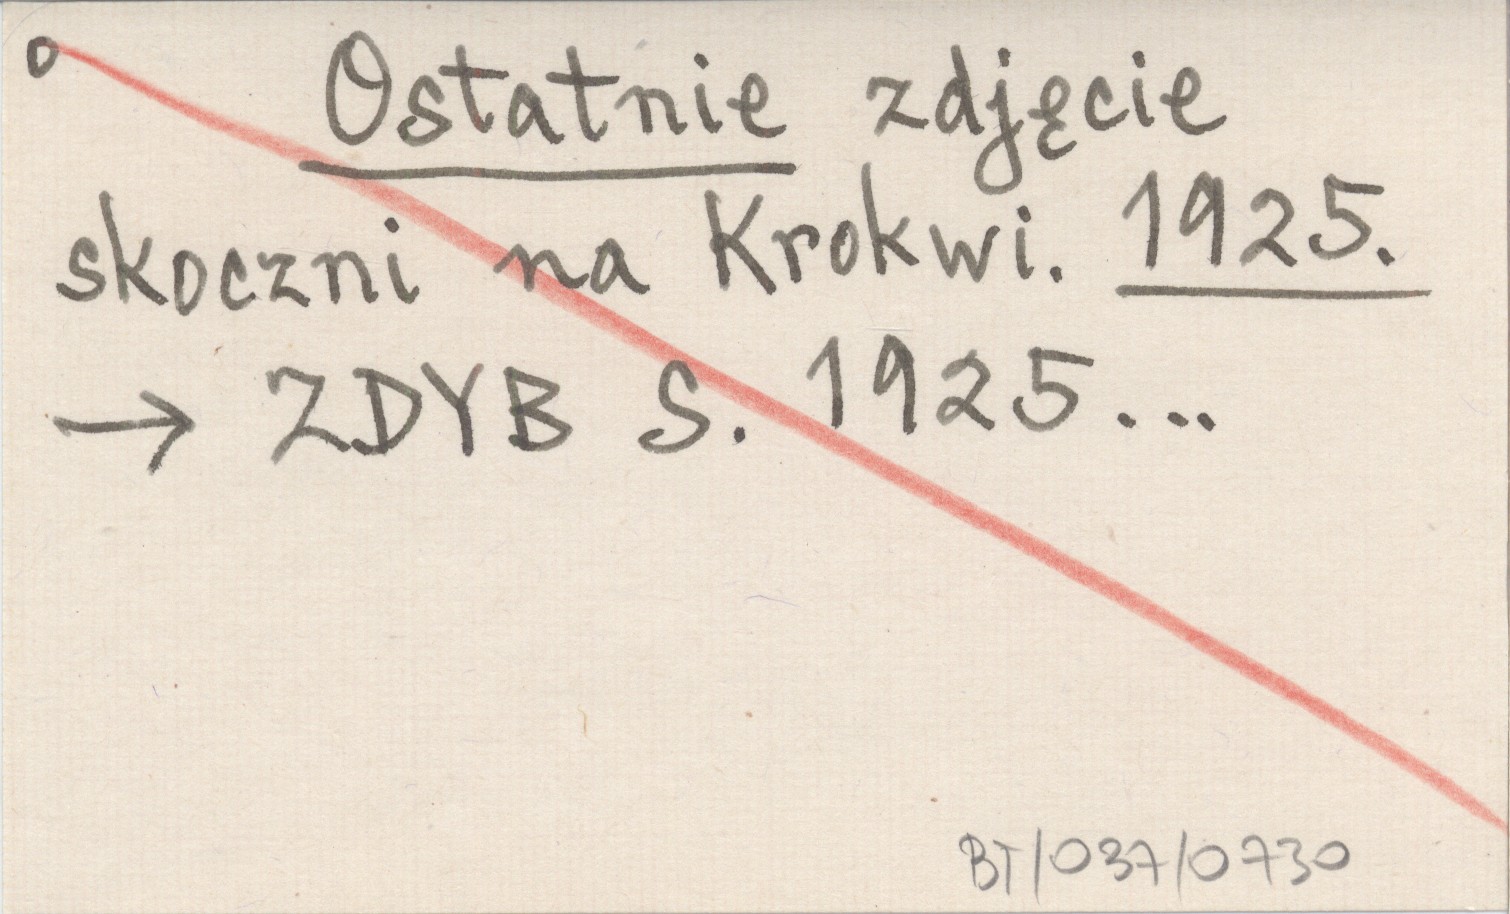 o Ostatnie zdjęcie
skoczni na Krokwi. 1925.
→ ZDYB S. 1925...
BT/037/0730